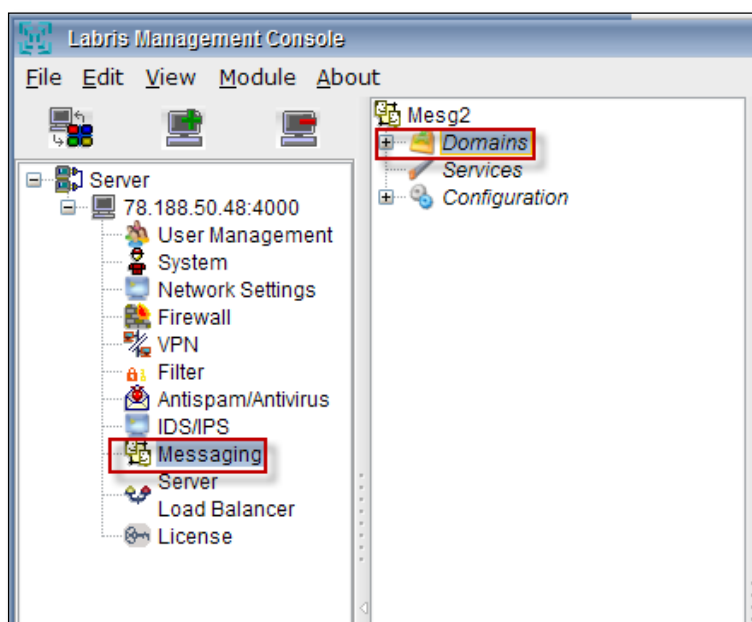 Labris Management Console
File Edit View Module About
Server
78.188.50.48:4000
User Management
System
Network Settings
Firewall
VPN
Filter
Antispam/Antivirus
IDS/IPS
Messaging
Server
Load Balancer
License
Mesg2
Domains
Services
Configuration